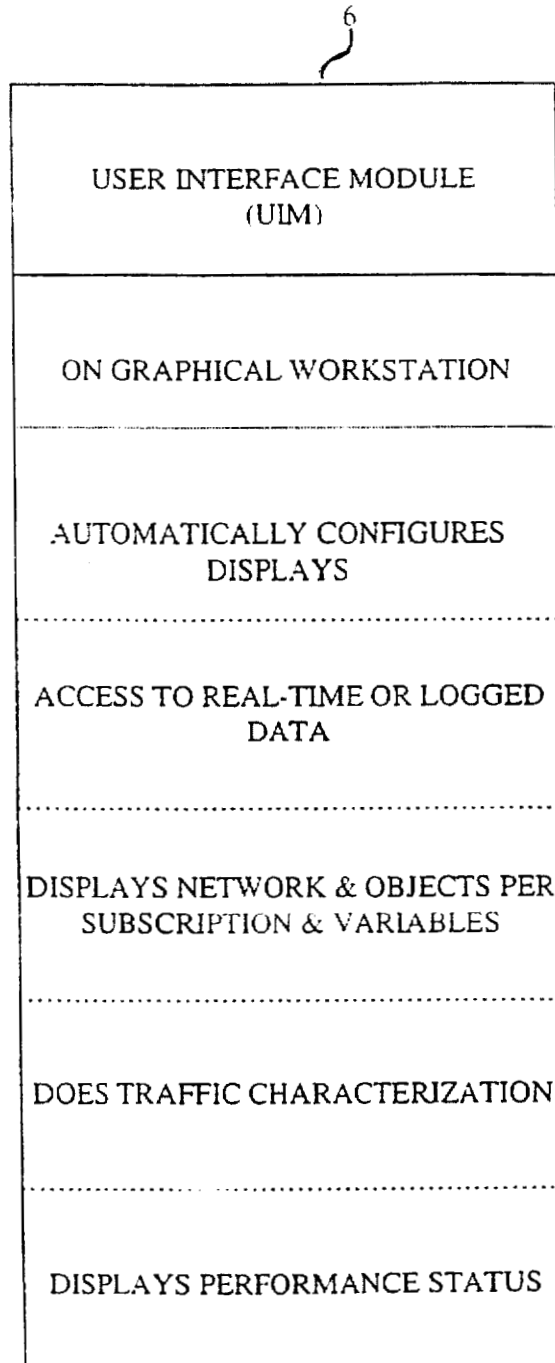 6
USER INTERFACE MODULE
(UIM)
ON GRAPHICAL WORKSTATION
AUTOMATICALLY CONFIGURES
DISPLAYS
ACCESS TO REAL-TIME OR LOGGED
DATA
DISPLAYS NETWORK & OBJECTS PER
SUBSCRIPTION & VARIABLES
DOES TRAFFIC CHARACTERIZATION
DISPLAYS PERFORMANCE STATUS